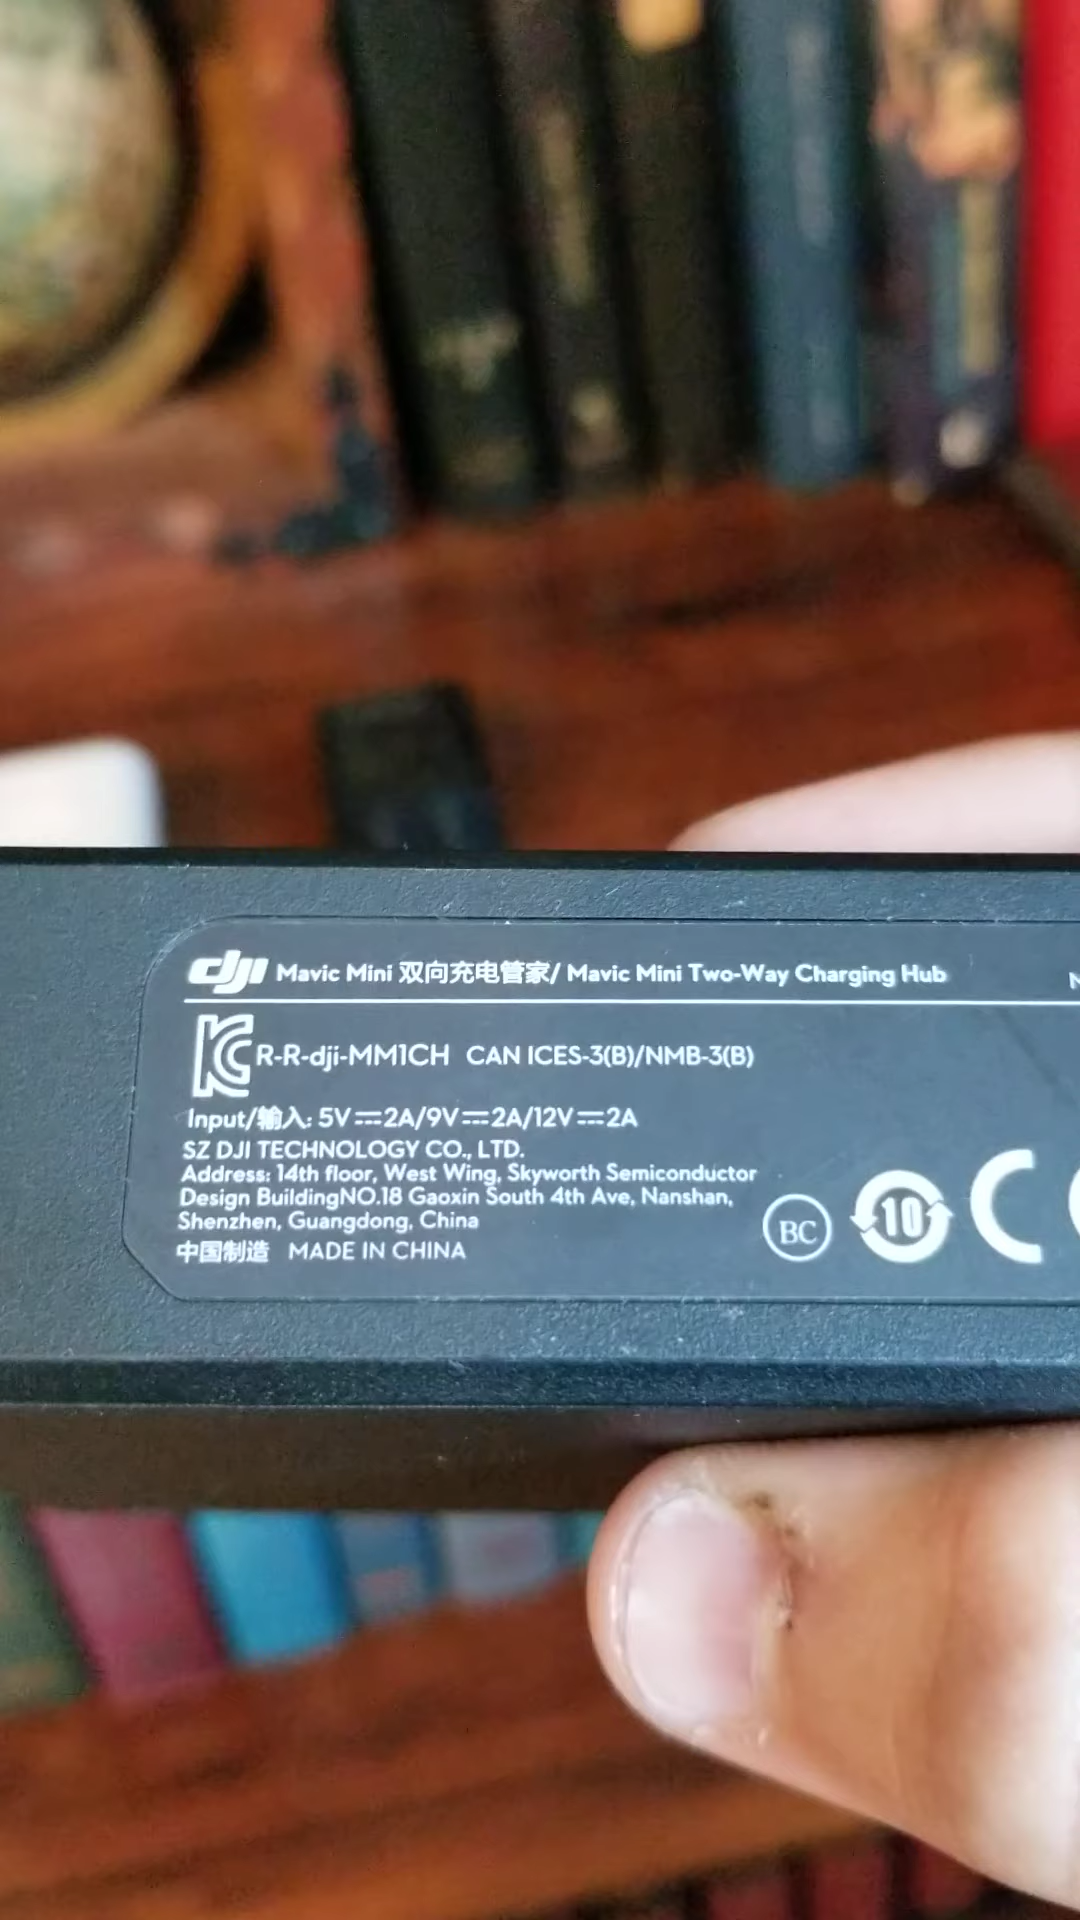 dji Mavic Mini 双向充电管家/ Mavic Mini Two-Way Charging Hub
R-R-dji-MM1CH CAN ICES-3(B)/NMB-3(B)
Input/输入: 5V⎓2A/9V⎓2A/12V⎓2A
SZ DJI TECHNOLOGY CO., LTD.
Address: 14th floor, West Wing, Skyworth Semiconductor
Design BuildingNO.18 Gaoxin South 4th Ave, Nanshan,
Shenzhen, Guangdong, China
中国制造 MADE IN CHINA
BC 10